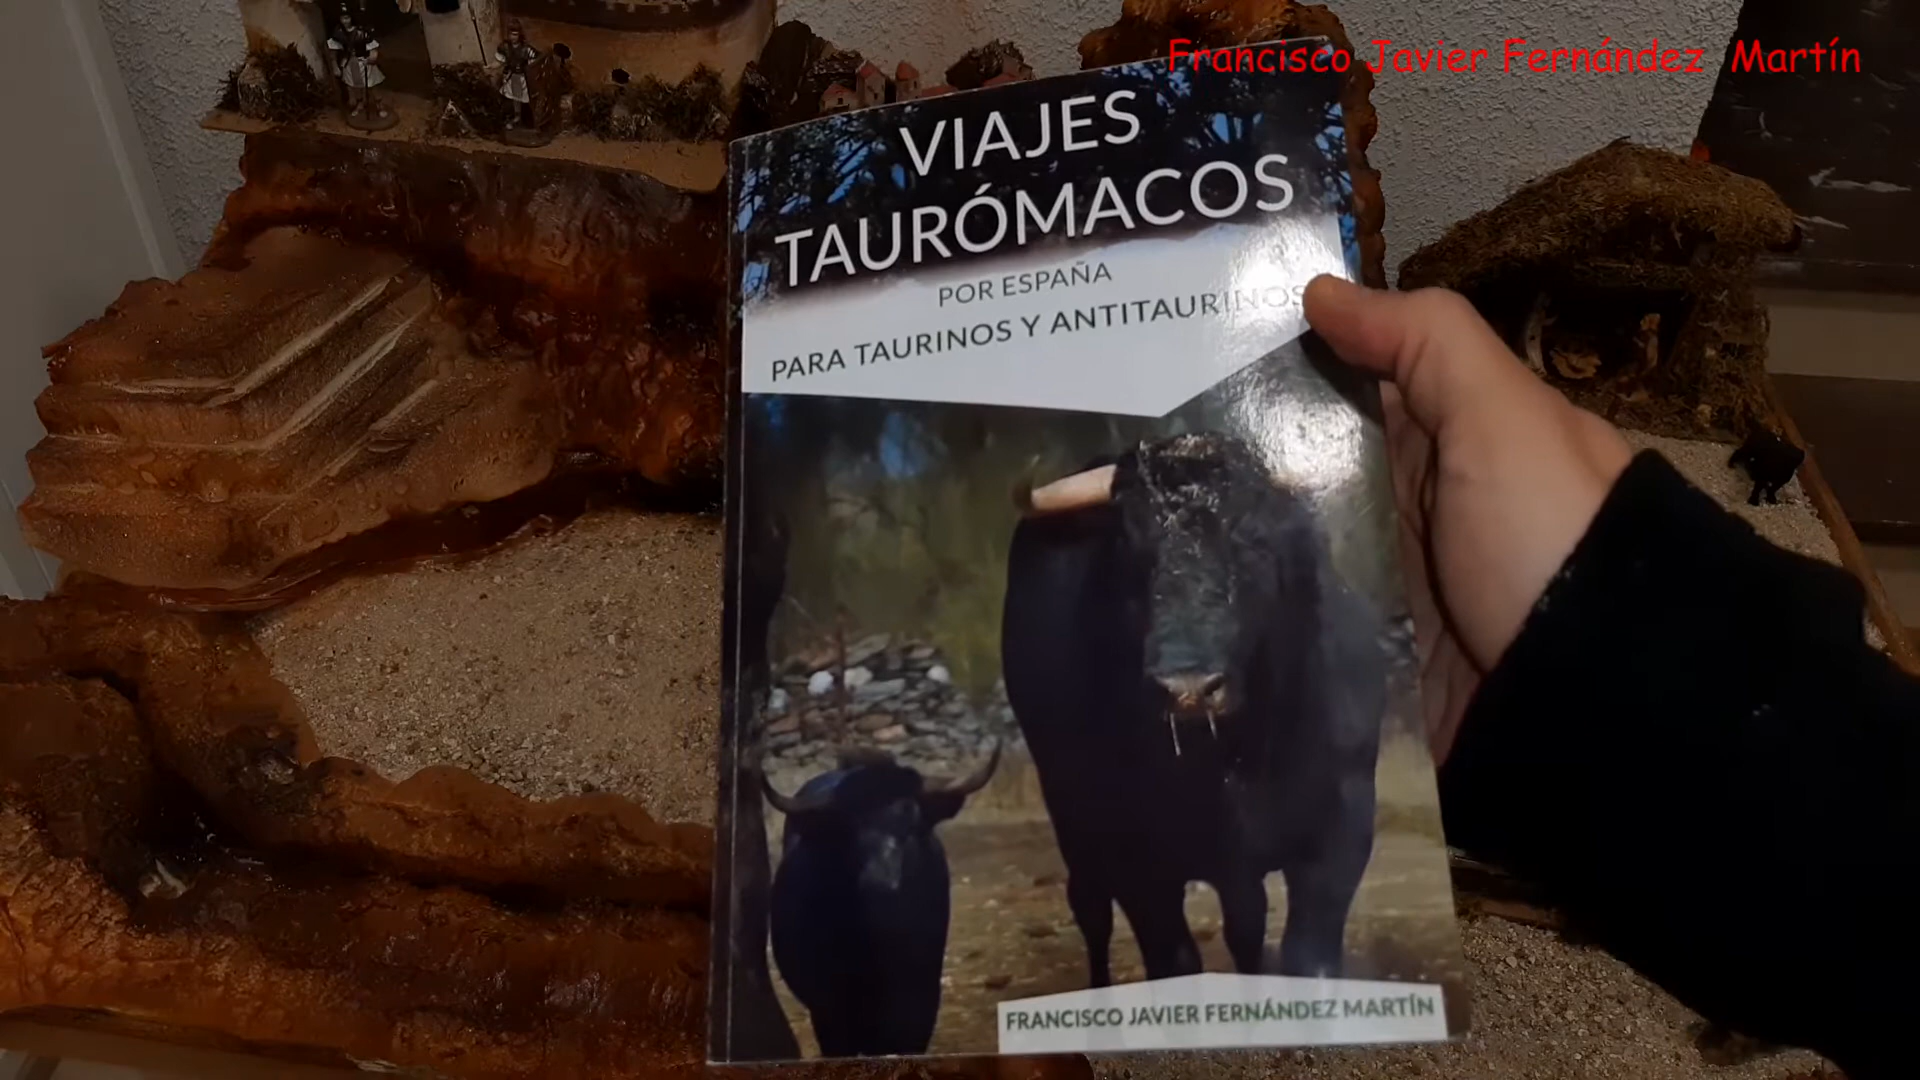 Francisco Javier Fernández Martín
VIAJES
TAURÓMACOS
POR ESPAÑA
PARA TAURINOS Y ANTITAURINOS
FRANCISCO JAVIER FERNÁNDEZ MARTÍN